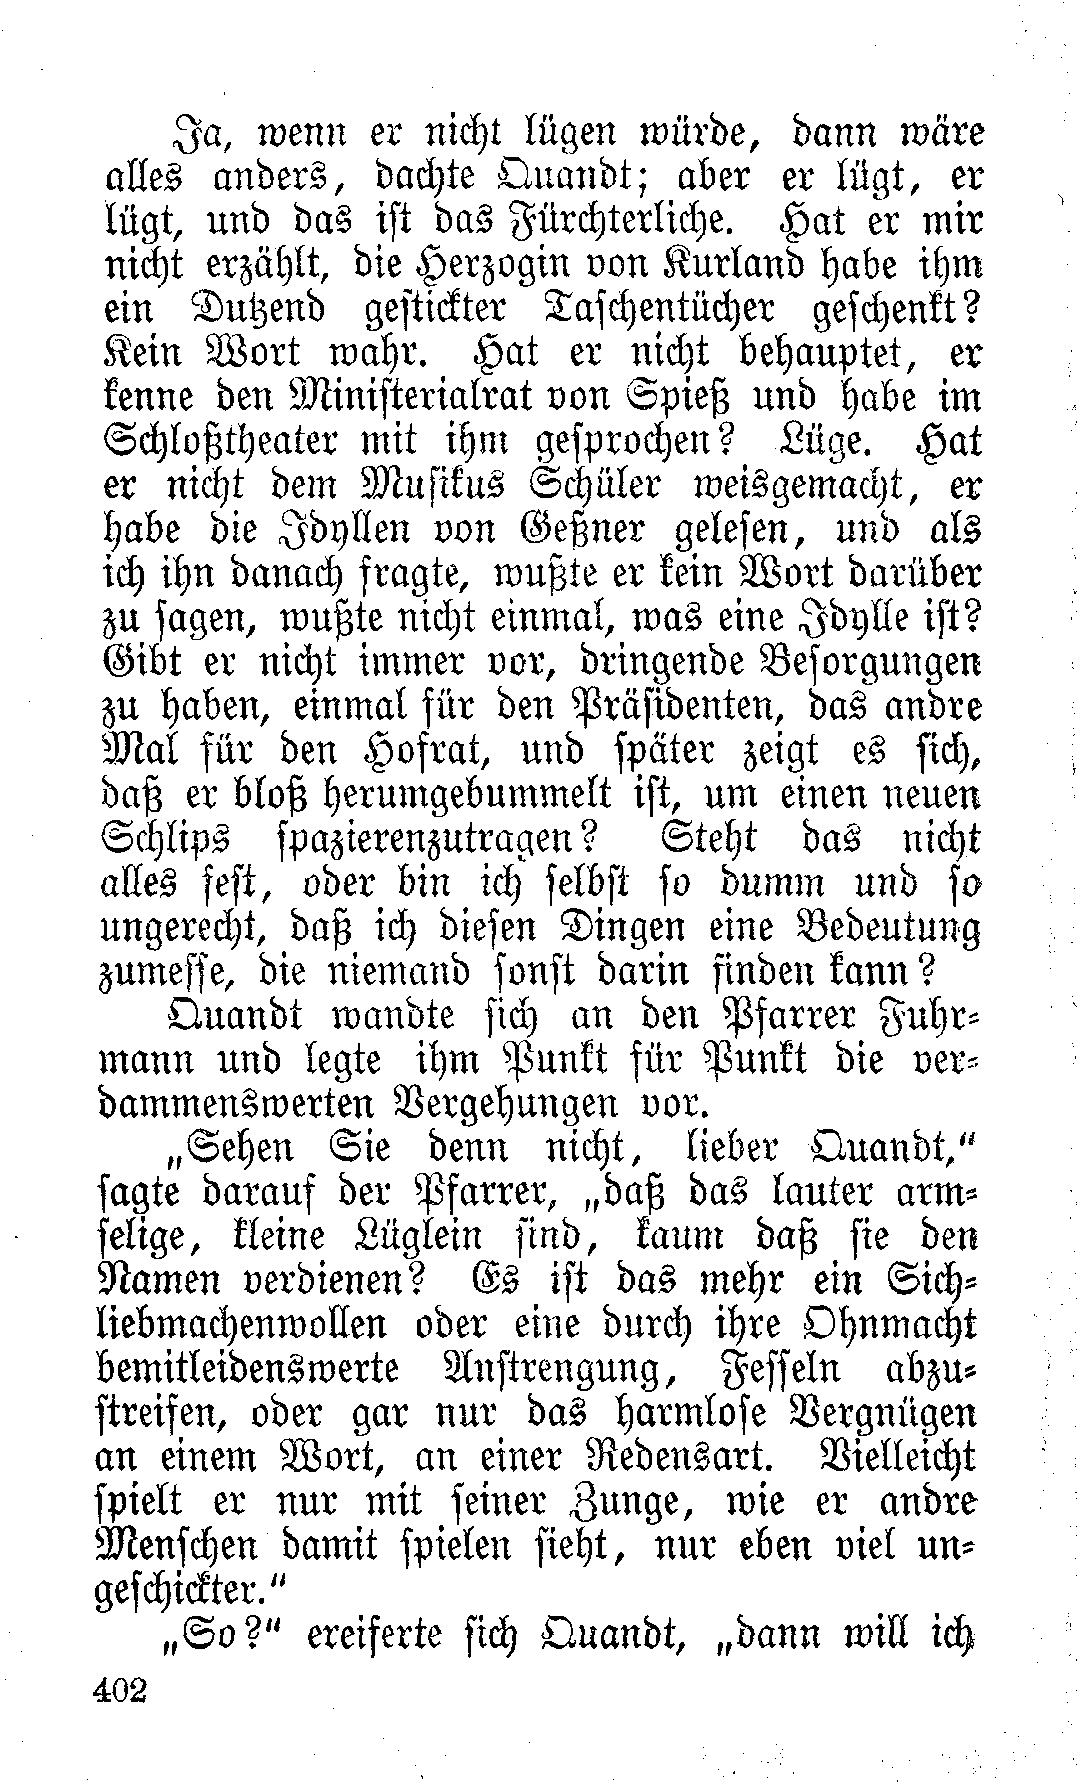 Ja, wenn er nicht lügen würde, dann wäre
alles anders, dachte Quandt; aber er lügt, er
lügt, und das ist das Fürchterliche. Hat er mir
nicht erzählt, die Herzogin von Kurland habe ihm
ein Dutzend gestickter Taschentücher geschenkt?
Kein Wort wahr. Hat er nicht behauptet, er
kenne den Ministerialrat von Spieß und habe im
Schloßtheater mit ihm gesprochen? Lüge. Hat
er nicht dem Musikus Schüler weisgemacht, er
habe die Idyllen von Geßner gelesen, und als
ich ihn danach fragte, wußte er kein Wort darüber
zu sagen, wußte nicht einmal, was eine Idylle ist?
Gibt er nicht immer vor, dringende Besorgungen
zu haben, einmal für den Präsidenten, das andre
Mal für den Hofrat, und später zeigt es sich,
daß er bloß herumgebummelt ist, um einen neuen
Schlips spazierenzutragen? Steht das nicht
alles fest, oder bin ich selbst so dumm und so
ungerecht, daß ich diesen Dingen eine Bedeutung
zumesse, die niemand sonst darin finden kann?
Quandt wandte sich an den Pfarrer Fuhr-
mann und legte ihm Punkt für Punkt die ver-
dammenswerten Vergehungen vor.
„Sehen Sie denn nicht, lieber Quandt,“
sagte darauf der Pfarrer, „daß das lauter arm-
selige, kleine Lüglein sind, kaum daß sie den
Namen verdienen? Es ist das mehr ein Sich-
liebmachenwollen oder eine durch ihre Ohnmacht
bemitleidenswerte Anstrengung, Fesseln abzu-
streifen, oder gar nur das harmlose Vergnügen
an einem Wort, an einer Redensart. Vielleicht
spielt er nur mit seiner Zunge, wie er andre
Menschen damit spielen sieht, nur eben viel un-
geschickter.“
„So?“ ereiferte sich Quandt, „dann will ich
402